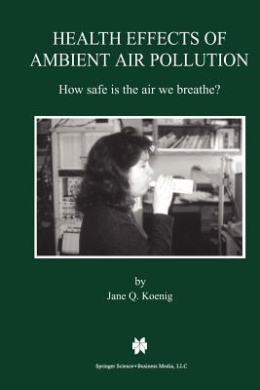 HEALTH EFFECTS OF
AMBIENT AIR POLLUTION
How safe is the air we breathe?
by
Jane Q. Koenig
Springer Science+Business Media, LLC